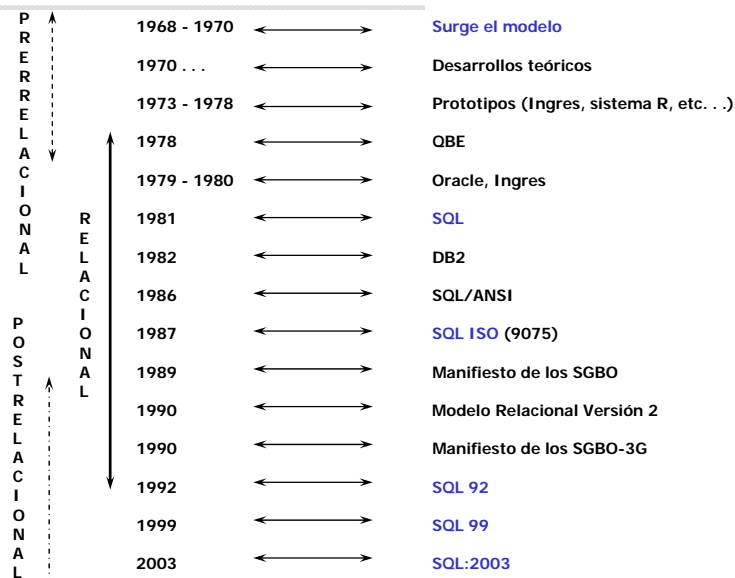 PRERRELACIONAL
1968 - 1970 Surge el modelo
1970 . . . Desarrollos teóricos
1973 - 1978 Prototipos (Ingres, sistema R, etc. . .)
1978 QBE
1979 - 1980 Oracle, Ingres
RELACIONAL
1981 SQL
1982 DB2
1986 SQL/ANSI
POSTRELACIONAL
1987 SQL ISO (9075)
1989 Manifiesto de los SGBO
1990 Modelo Relacional Versión 2
1990 Manifiesto de los SGBO-3G
1992 SQL 92
1999 SQL 99
2003 SQL:2003